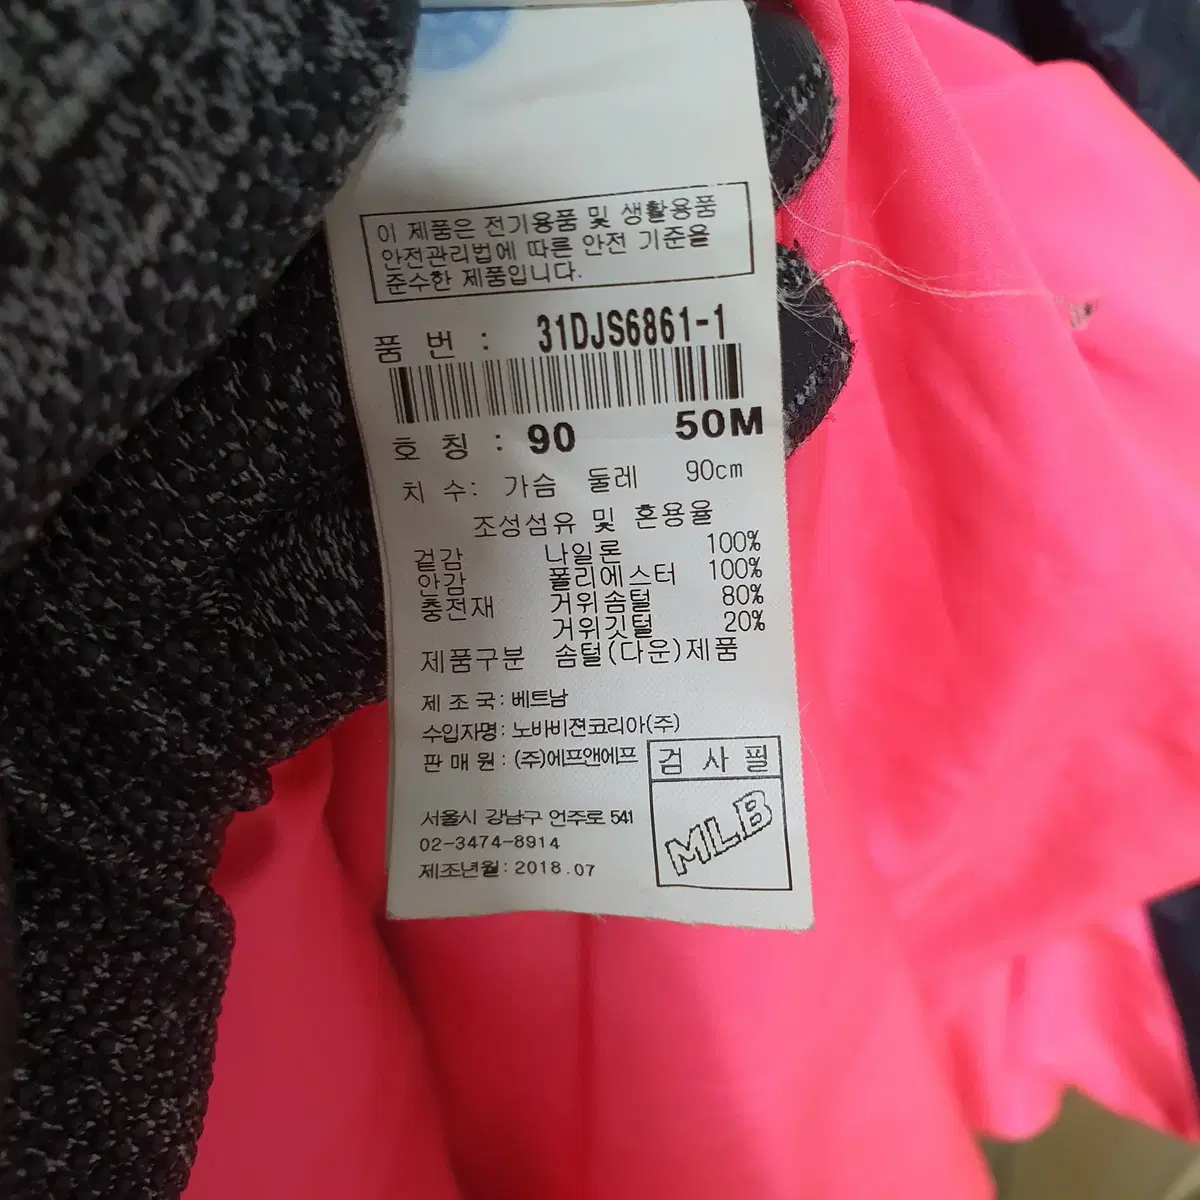 이 제품은 전기용품 및 생활용품
안전관리법에 따른 안전 기준을
준수한 제품입니다.
품 번 : 31DJS6861-1
호 칭 : 90 50M
치 수: 가슴 둘레 90cm
조성섬유 및 혼용율
겉감 나일론 100%
안감 폴리에스터 100%
충전재 거위솜털 80%
거위깃털 20%
제품구분 솜털(다운)제품
제 조 국: 베트남
수입자명: 노바비젼코리아(주)
판 매 원 : (주)에프앤에프
검 사 필
MLB
서울시 강남구 언주로 541
02-3474-8914
제조년월: 2018.07